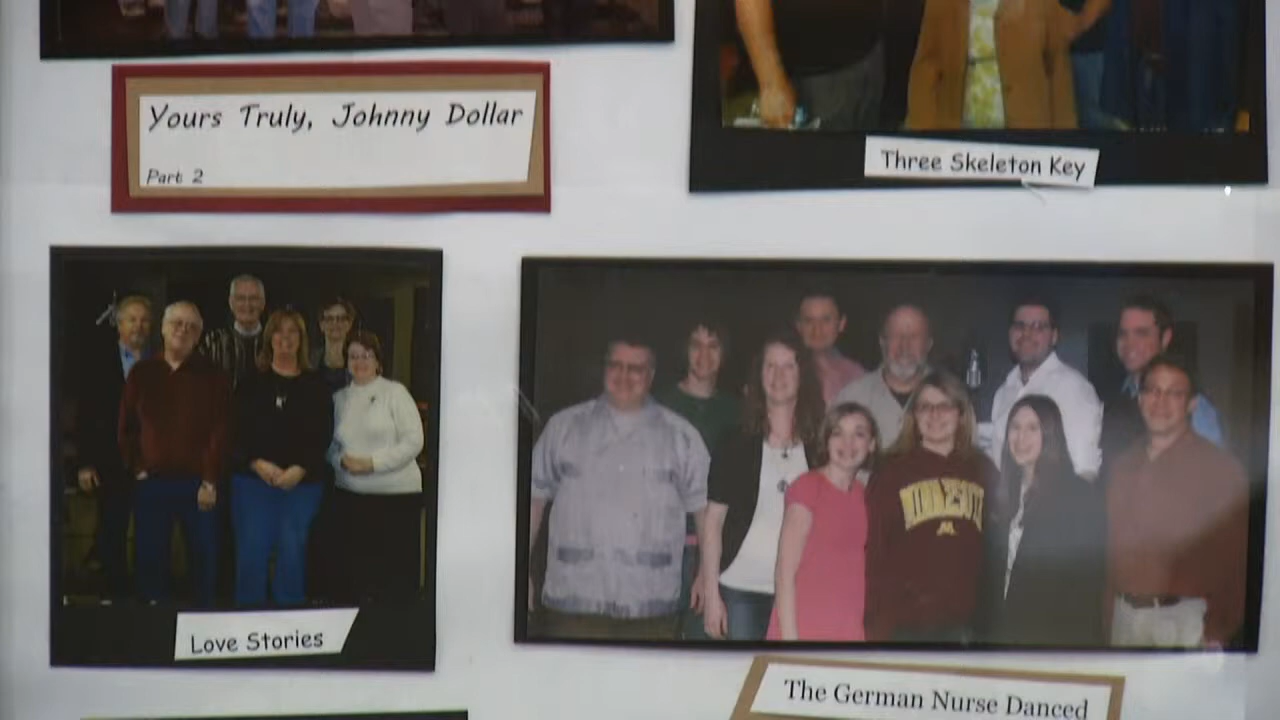 Yours Truly, Johnny Dollar
Part 2
Three Skeleton Key
Love Stories
The German Nurse Danced